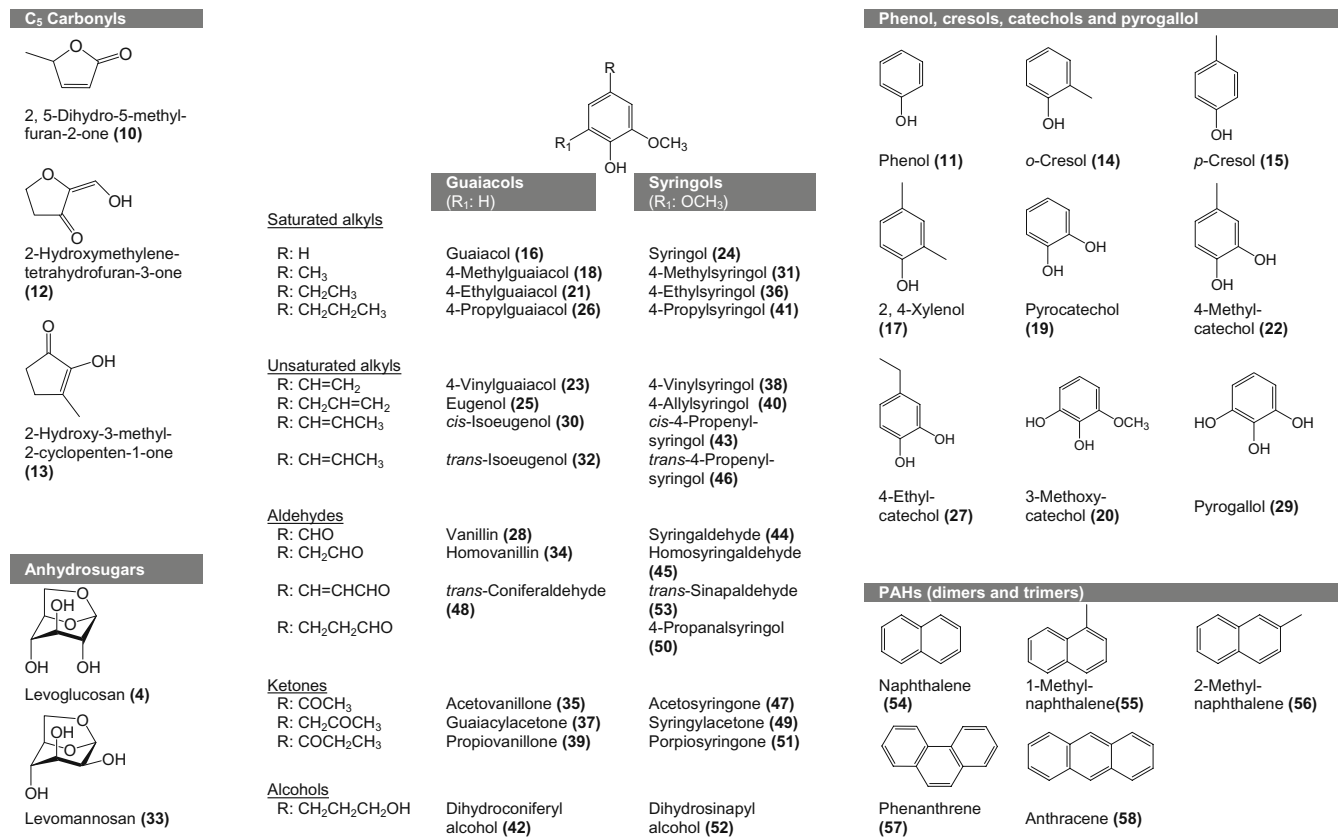 C₅ Carbonyls
O
O
2, 5-Dihydro-5-methyl-
furan-2-one (10)
O
OH
O
2-Hydroxymethylene-
tetrahydrofuran-3-one
(12)
O
OH
2-Hydroxy-3-methyl-
2-cyclopenten-1-one
(13)
Anhydrosugars
O
OH
O
OH OH
Levoglucosan (4)
O
OH
O
OH
OH
Levomannosan (33)
R
R₁ OCH₃
OH
Guaiacols Syringols
(R₁: H) (R₁: OCH₃)
Saturated alkyls
R: H Guaiacol (16) Syringol (24)
R: CH₃ 4-Methylguaiacol (18) 4-Methylsyringol (31)
R: CH₂CH₃ 4-Ethylguaiacol (21) 4-Ethylsyringol (36)
R: CH₂CH₂CH₃ 4-Propylguaiacol (26) 4-Propylsyringol (41)
Unsaturated alkyls
R: CH=CH₂ 4-Vinylguaiacol (23) 4-Vinylsyringol (38)
R: CH₂CH=CH₂ Eugenol (25) 4-Allylsyringol (40)
R: CH=CHCH₃ cis-Isoeugenol (30) cis-4-Propenyl-
syringol (43)
R: CH=CHCH₃ trans-Isoeugenol (32) trans-4-Propenyl-
syringol (46)
Aldehydes
R: CHO Vanillin (28) Syringaldehyde (44)
R: CH₂CHO Homovanillin (34) Homosyringaldehyde
(45)
R: CH=CHCHO trans-Coniferaldehyde trans-Sinapaldehyde
(48) (53)
R: CH₂CH₂CHO 4-Propanalsyringol
(50)
Ketones
R: COCH₃ Acetovanillone (35) Acetosyringone (47)
R: CH₂COCH₃ Guaiacylacetone (37) Syringylacetone (49)
R: COCH₂CH₃ Propiovanillone (39) Porpiosyringone (51)
Alcohols
R: CH₂CH₂CH₂OH Dihydroconiferyl Dihydrosinapyl
alcohol (42) alcohol (52)
Phenol, cresols, catechols and pyrogallol
OH OH OH
Phenol (11) o-Cresol (14) p-Cresol (15)
OH OH OH OH OH
2, 4-Xylenol Pyrocatechol 4-Methyl-
(17) (19) catechol (22)
OH OH HO OCH₃ OH HO OH OH
4-Ethyl- 3-Methoxy- Pyrogallol (29)
catechol (27) catechol (20)
PAHs (dimers and trimers)
Naphthalene 1-Methyl- 2-Methyl-
(54) naphthalene(55) naphthalene (56)
Phenanthrene Anthracene (58)
(57)